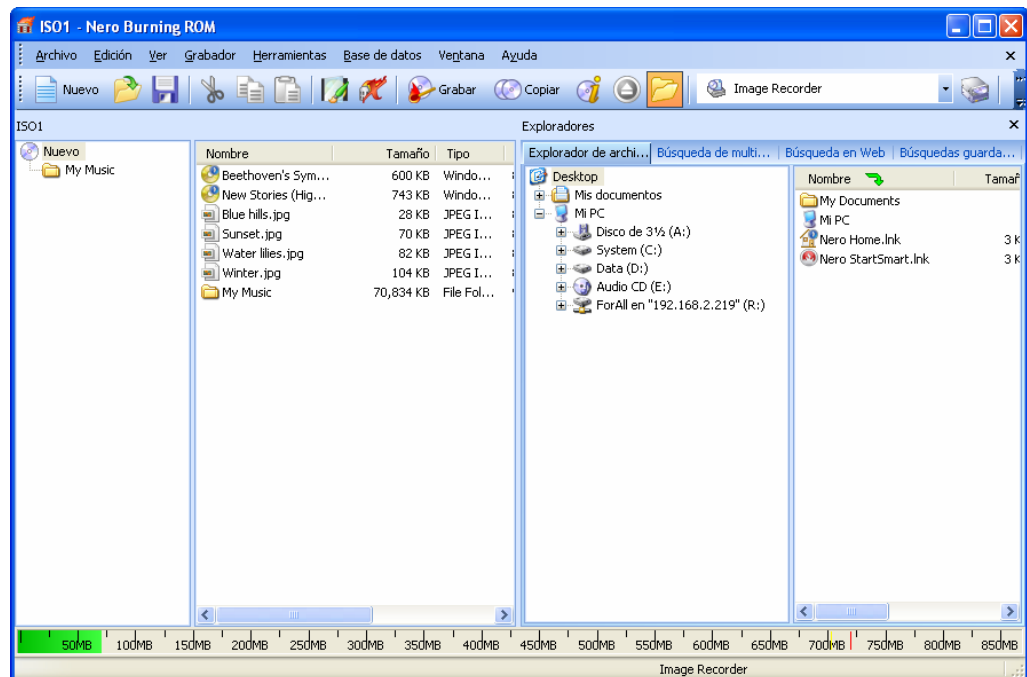 ISO1 - Nero Burning ROM
Archivo Edición Ver Grabador Herramientas Base de datos Ventana Ayuda
Nuevo Grabar Copiar Image Recorder
ISO1
Nuevo
My Music
Nombre Tamaño Tipo
Beethoven's Sym... 600 KB Windo...
New Stories (Hig... 743 KB Windo...
Blue hills.jpg 28 KB JPEG I...
Sunset.jpg 70 KB JPEG I...
Water lilies.jpg 82 KB JPEG I...
Winter.jpg 104 KB JPEG I...
My Music 70,834 KB File Fol...
Exploradores
Explorador de archi... Búsqueda de multi... Búsqueda en Web Búsquedas guarda...
Desktop
Mis documentos
Mi PC
Disco de 3½ (A:)
System (C:)
Data (D:)
Audio CD (E:)
ForAll en "192.168.2.219" (R:)
Nombre
My Documents
Mi PC
Nero Home.lnk 3 K
Nero StartSmart.lnk 3 K
50MB 100MB 150MB 200MB 250MB 300MB 350MB 400MB 450MB 500MB 550MB 600MB 650MB 700MB 750MB 800MB 850MB
Image Recorder